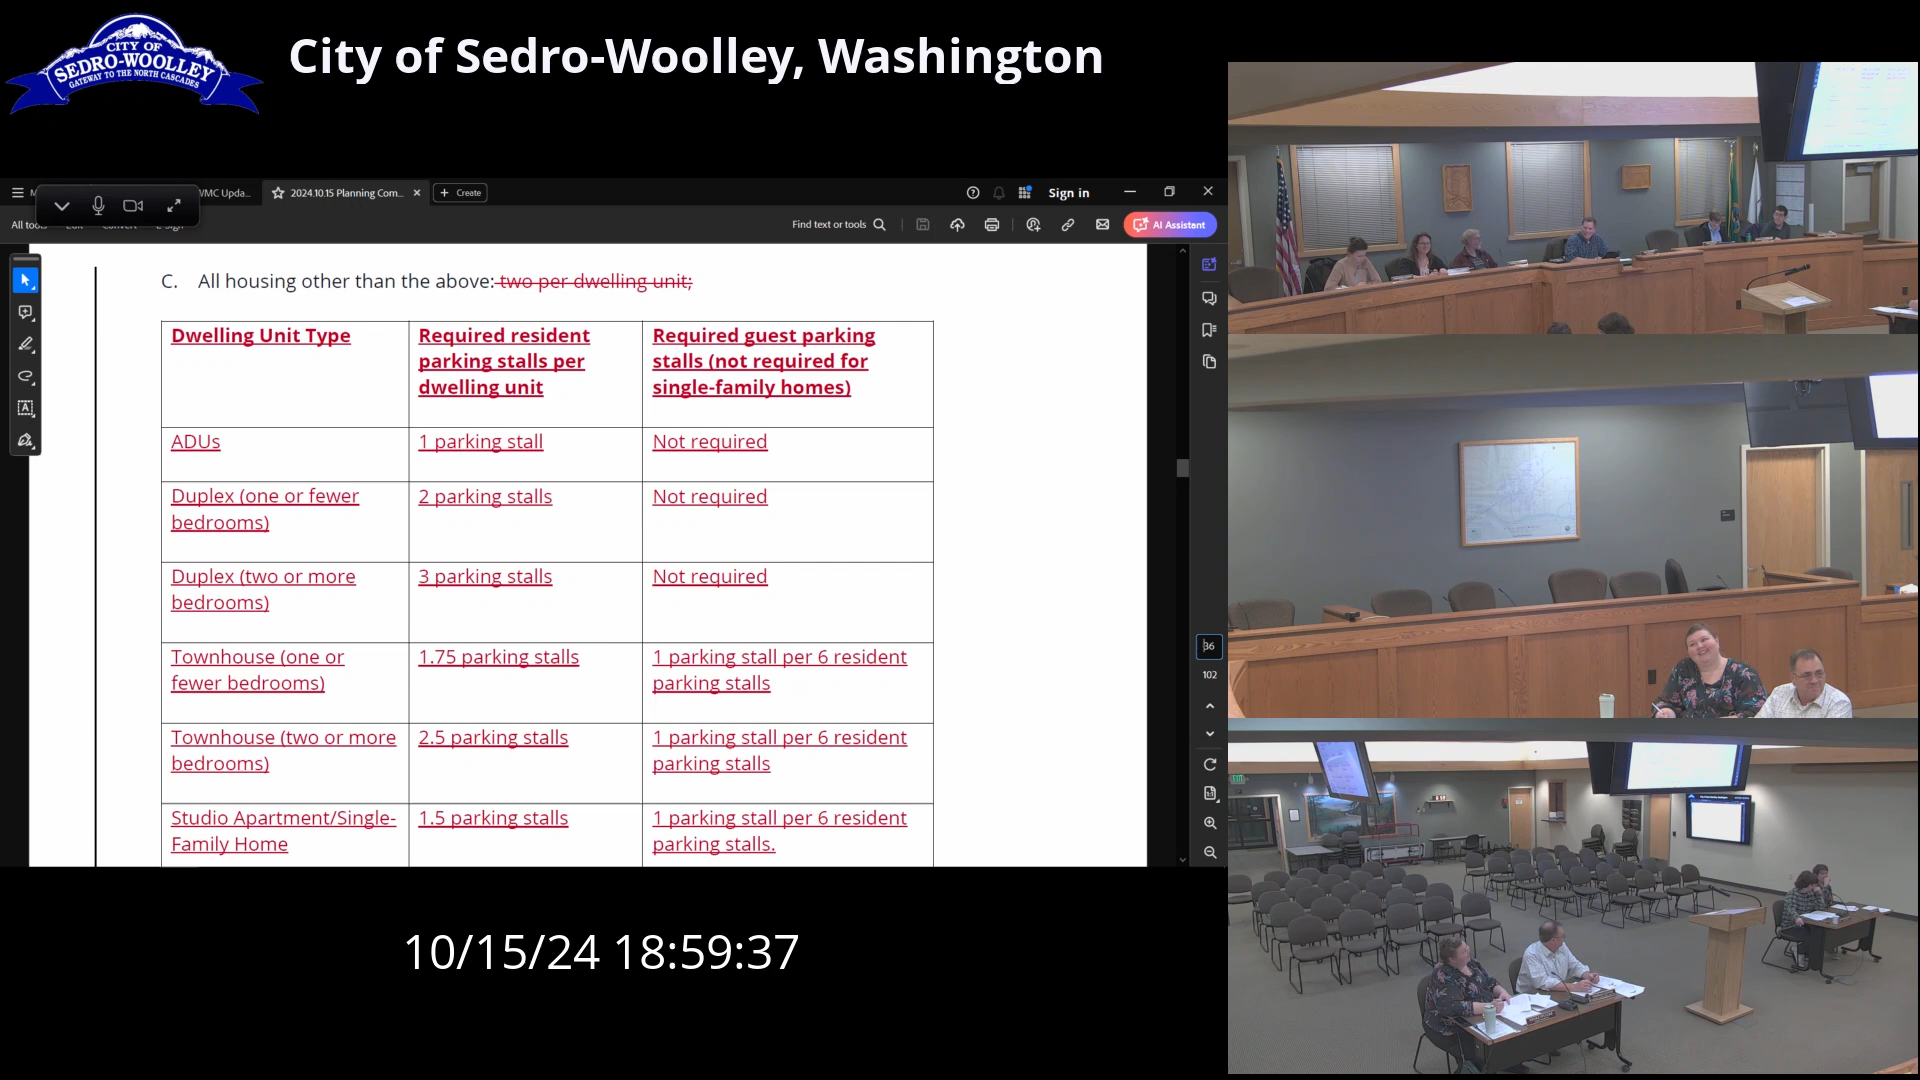 CITY OF
SEDRO-WOOLLEY
GATEWAY TO THE NORTH CASCADES
City of Sedro-Woolley, Washington
M
VMC Upda...
2024.10.15 Planning Com...
Create
Sign in
All tools
Edit
Convert
E-Sign
Find text or tools
AI Assistant
C. All housing other than the above: two per dwelling unit;
Dwelling Unit Type
Required resident
parking stalls per
dwelling unit
Required guest parking
stalls (not required for
single-family homes)
ADUs
1 parking stall
Not required
Duplex (one or fewer
bedrooms)
2 parking stalls
Not required
Duplex (two or more
bedrooms)
3 parking stalls
Not required
Townhouse (one or
fewer bedrooms)
1.75 parking stalls
1 parking stall per 6 resident
parking stalls
Townhouse (two or more
bedrooms)
2.5 parking stalls
1 parking stall per 6 resident
parking stalls
Studio Apartment/Single-
Family Home
1.5 parking stalls
1 parking stall per 6 resident
parking stalls.
36
102
10/15/24 18:59:37